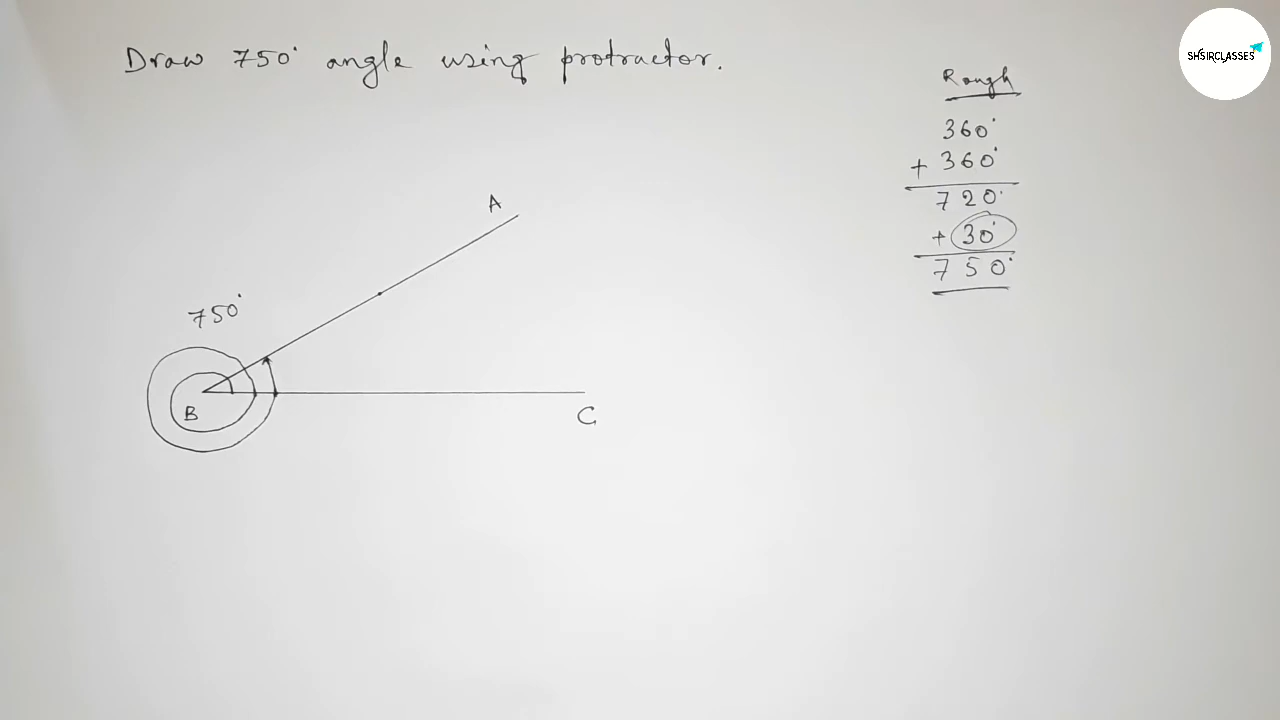 Draw 750° angle using protractor.
SHSIRCLASSES
Rough
360°
+ 360°
720°
+ 30°
750°
A
750°
B
C